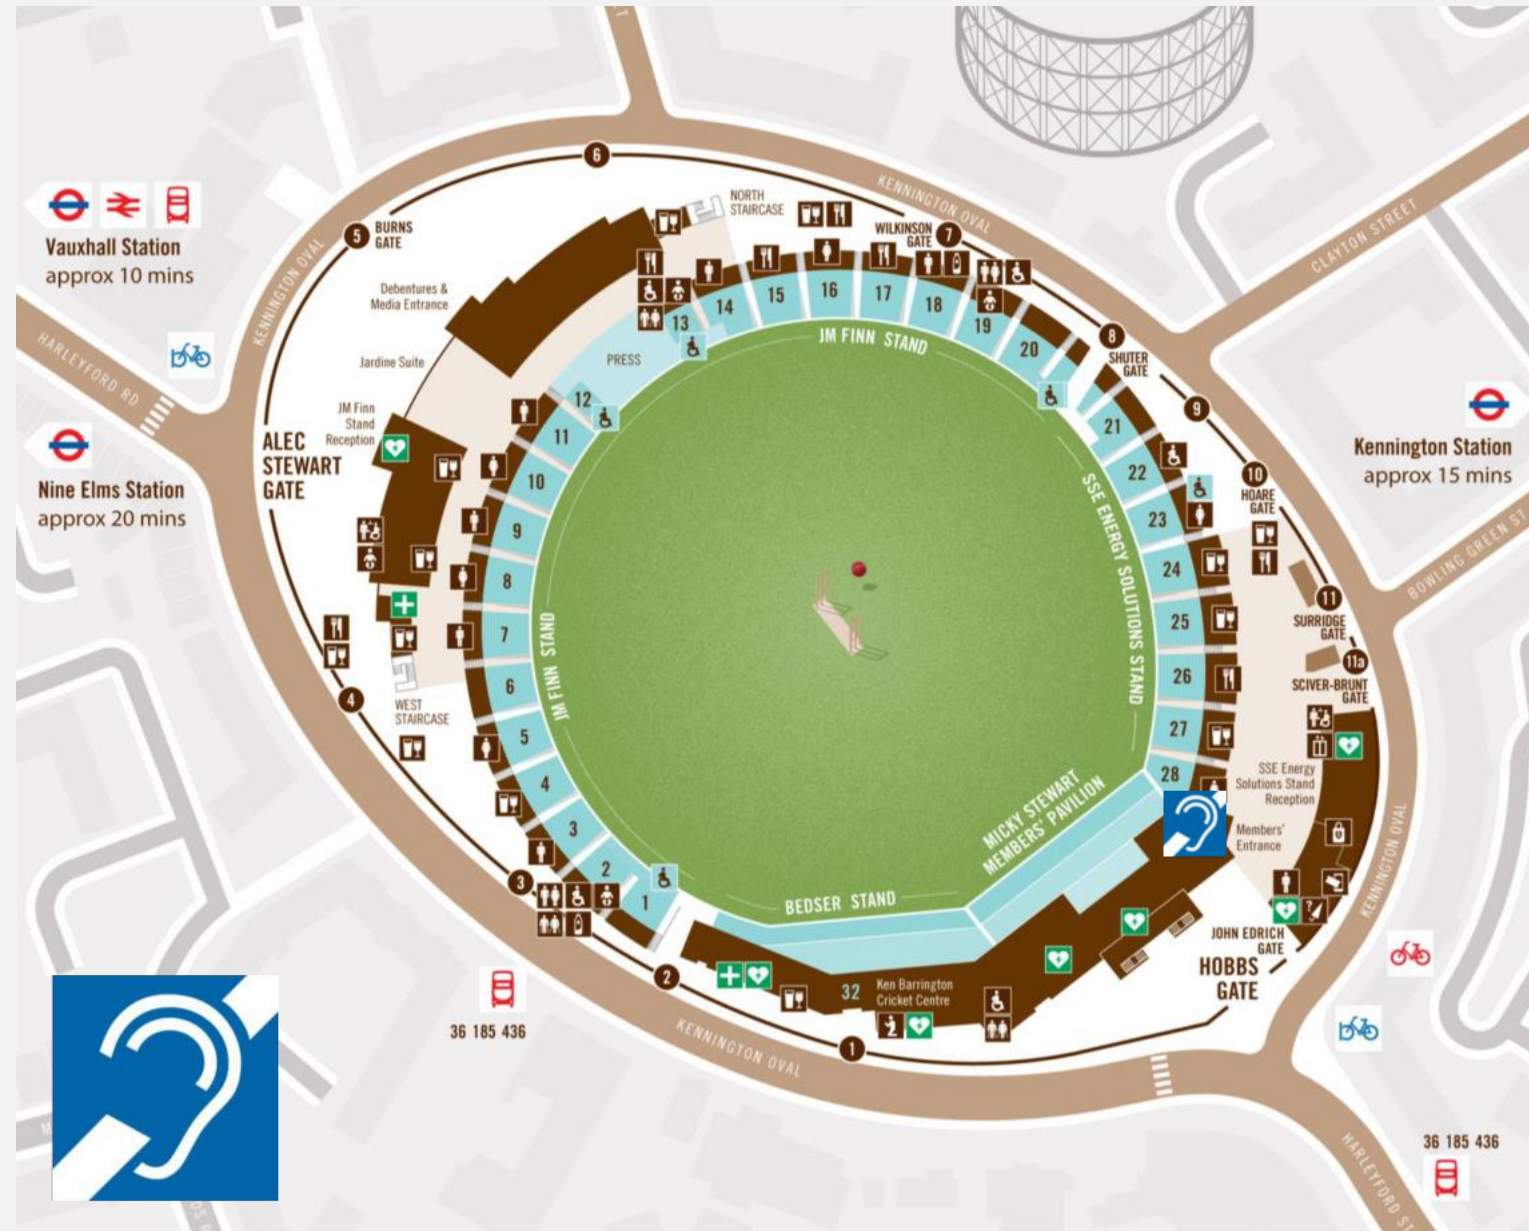 6
KENNINGTON OVAL
NORTH
STAIRCASE
WILKINSON
GATE
7
5
BURNS
GATE
KENNINGTON OVAL
CLAYTON STREET
Vauxhall Station
approx 10 mins
Debentures &
Media Entrance
HARLEYFORD RD
Jardine Suite
JM Finn
Stand
Reception
PRESS
12
13
14
15
16
17
18
19
20
JM FINN STAND
8
SHUTER
GATE
9
ALEC
STEWART
GATE
Nine Elms Station
approx 20 mins
11
10
9
8
7
6
5
4
3
2
1
JM FINN STAND
21
22
23
24
25
26
27
28
SSE ENERGY SOLUTIONS STAND
10
HOARE
GATE
Kennington Station
approx 15 mins
BOWLING GREEN ST
11
SURRIDGE
GATE
11a
SCIVER-BRUNT
GATE
4
WEST
STAIRCASE
SSE Energy
Solutions Stand
Reception
Members'
Entrance
MICKY STEWART
MEMBERS' PAVILION
BEDSER STAND
3
2
KENNINGTON OVAL
JOHN EDRICH
GATE
HOBBS
GATE
32
Ken Barrington
Cricket Centre
?
1
36 185 436
KENNINGTON OVAL
36 185 436
HARLEYFORD ST